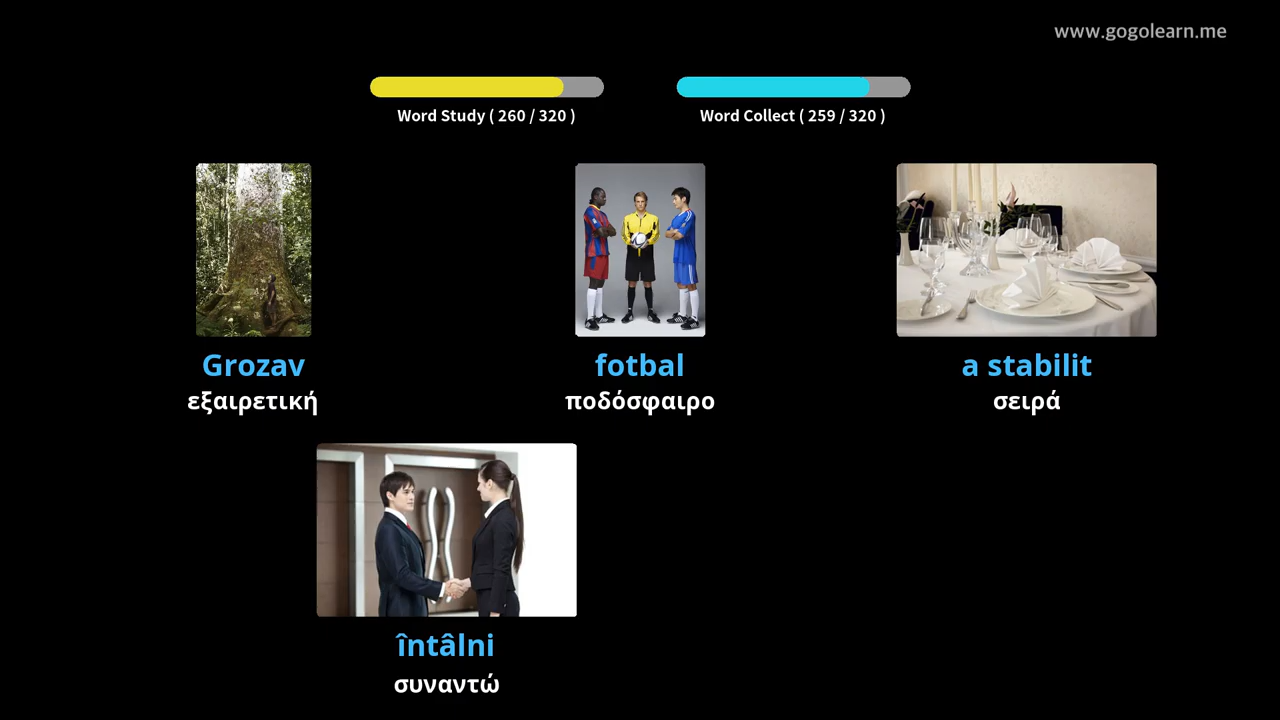 www.gogolearn.me
Word Study ( 260 / 320 )
Word Collect ( 259 / 320 )
Grozav
εξαιρετική
fotbal
ποδόσφαιρο
a stabilit
σειρά
întâlni
συναντώ